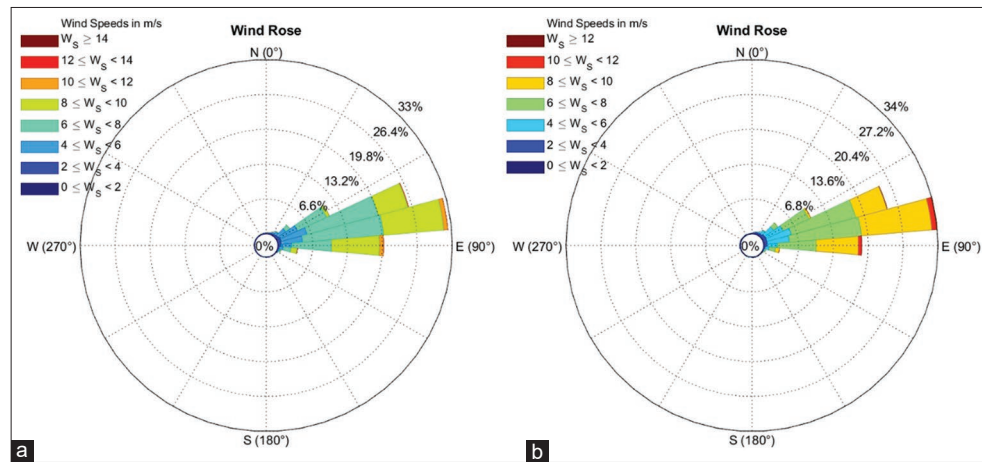 Wind Speeds in m/s
W_S ≥ 14
12 ≤ W_S < 14
10 ≤ W_S < 12
8 ≤ W_S < 10
6 ≤ W_S < 8
4 ≤ W_S < 6
2 ≤ W_S < 4
0 ≤ W_S < 2
Wind Rose
N (0°)
33%
26.4%
19.8%
13.2%
6.6%
0%
W (270°)
E (90°)
S (180°)
a
Wind Speeds in m/s
W_S ≥ 12
10 ≤ W_S < 12
8 ≤ W_S < 10
6 ≤ W_S < 8
4 ≤ W_S < 6
2 ≤ W_S < 4
0 ≤ W_S < 2
Wind Rose
N (0°)
34%
27.2%
20.4%
13.6%
6.8%
0%
W (270°)
E (90°)
S (180°)
b